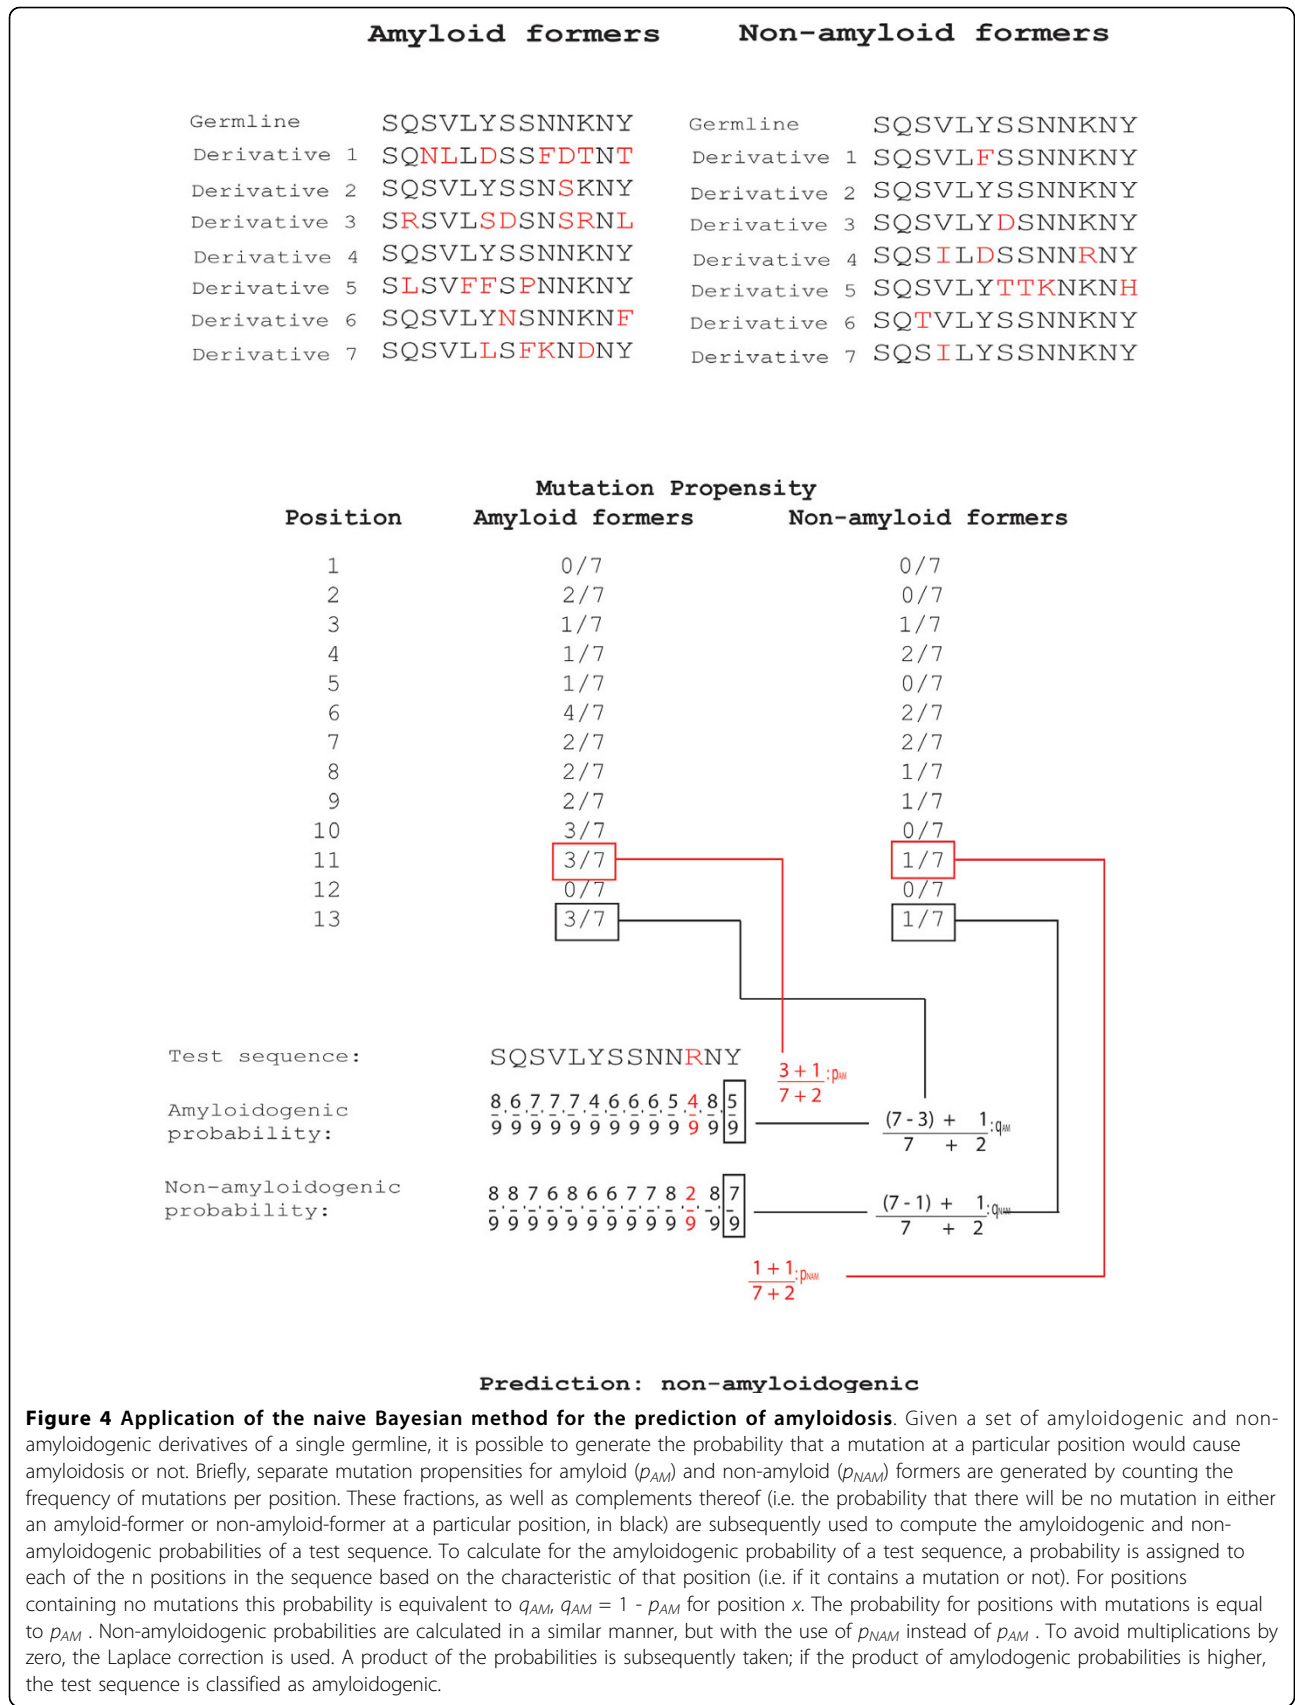 Amyloid formers Non-amyloid formers
Germline SQSVLYSSNNKNY Germline SQSVLYSSNNKNY
Derivative 1 SQNLLDSSFDTNT Derivative 1 SQSVLFSSNNKNY
Derivative 2 SQSVLYSSNSKNY Derivative 2 SQSVLYSSNNKNY
Derivative 3 SRSVLSDSNSRNL Derivative 3 SQSVLYDSNNKNY
Derivative 4 SQSVLYSSNNKNY Derivative 4 SQSILDSSNNRNY
Derivative 5 SLSVFFSPNNKNY Derivative 5 SQSVLYTTKNKNH
Derivative 6 SQSVLYNSNNKNF Derivative 6 SQTVLYSSNNKNY
Derivative 7 SQSVLLSFKNDNY Derivative 7 SQSILYSSNNKNY
Mutation Propensity
Position Amyloid formers Non-amyloid formers
1 0/7 0/7
2 2/7 0/7
3 1/7 1/7
4 1/7 2/7
5 1/7 0/7
6 4/7 2/7
7 2/7 2/7
8 2/7 1/7
9 2/7 1/7
10 3/7 0/7
11 3/7 1/7
12 0/7 0/7
13 3/7 1/7
Test sequence: SQSVLYSSNNRNY
3 + 1 :pAM
7 + 2
Amyloidogenic
probability:
8 . 6 . 7 . 7 . 7 . 4 . 6 . 6 . 6 . 5 . 4 . 8 . 5
9 9 9 9 9 9 9 9 9 9 9 9 9
(7 - 3) + 1 :qAM
7 + 2
Non-amyloidogenic
probability:
8 . 8 . 7 . 6 . 8 . 6 . 6 . 7 . 7 . 8 . 2 . 8 . 7
9 9 9 9 9 9 9 9 9 9 9 9 9
(7 - 1) + 1 :qNAM
7 + 2
1 + 1 :pNAM
7 + 2
Prediction: non-amyloidogenic
Figure 4 Application of the naive Bayesian method for the prediction of amyloidosis. Given a set of amyloidogenic and non-
amyloidogenic derivatives of a single germline, it is possible to generate the probability that a mutation at a particular position would cause
amyloidosis or not. Briefly, separate mutation propensities for amyloid (pAM) and non-amyloid (pNAM) formers are generated by counting the
frequency of mutations per position. These fractions, as well as complements thereof (i.e. the probability that there will be no mutation in either
an amyloid-former or non-amyloid-former at a particular position, in black) are subsequently used to compute the amyloidogenic and non-
amyloidogenic probabilities of a test sequence. To calculate for the amyloidogenic probability of a test sequence, a probability is assigned to
each of the n positions in the sequence based on the characteristic of that position (i.e. if it contains a mutation or not). For positions
containing no mutations this probability is equivalent to qAM, qAM = 1 - pAM for position x. The probability for positions with mutations is equal
to pAM . Non-amyloidogenic probabilities are calculated in a similar manner, but with the use of pNAM instead of pAM . To avoid multiplications by
zero, the Laplace correction is used. A product of the probabilities is subsequently taken; if the product of amylodogenic probabilities is higher,
the test sequence is classified as amyloidogenic.